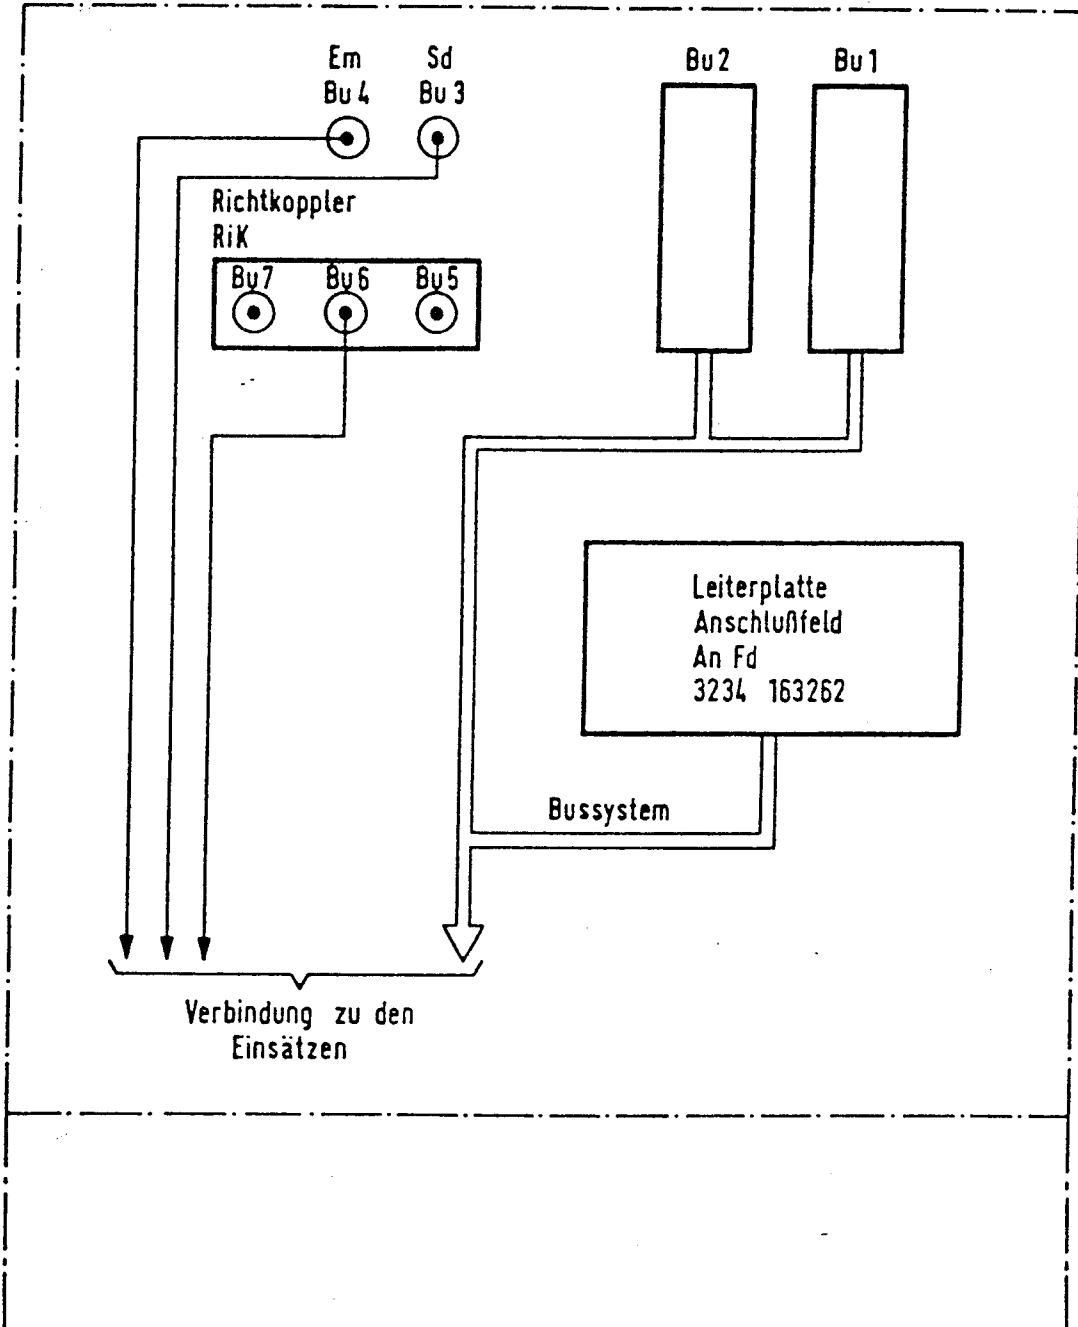 Em
Bu 4
Sd
Bu 3
Bu 2
Bu 1
Richtkoppler
RiK
Bu 7
Bu 6
Bu 5
Leiterplatte
Anschlußfeld
An Fd
3234 163262
Bussystem
Verbindung zu den
Einsätzen